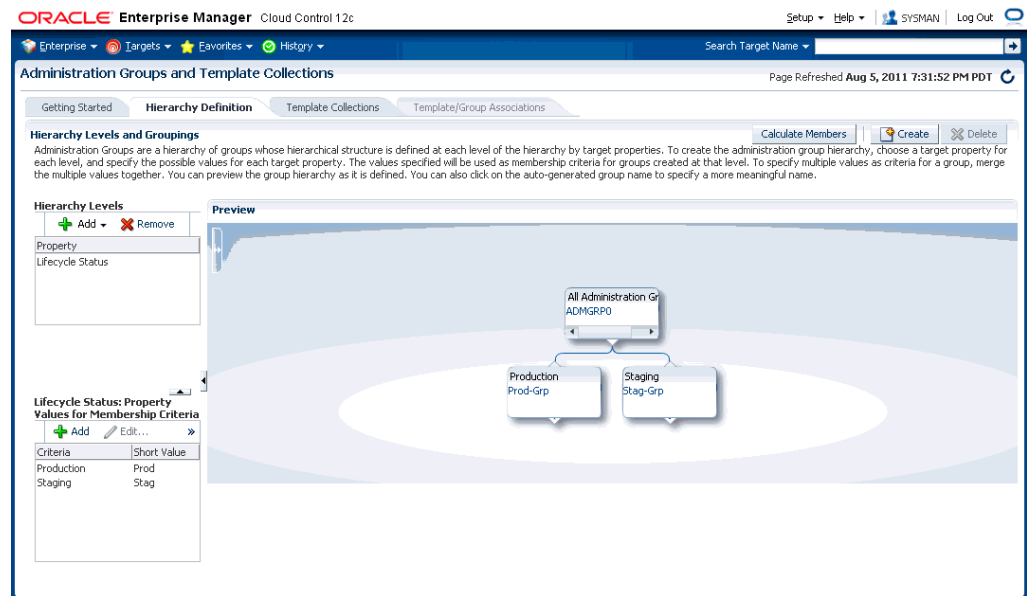 ORACLE Enterprise Manager Cloud Control 12c
Setup Help SYSMAN Log Out
Enterprise Targets Favorites History Search Target Name
Administration Groups and Template Collections
Page Refreshed Aug 5, 2011 7:31:52 PM PDT
Getting Started Hierarchy Definition Template Collections Template/Group Associations
Hierarchy Levels and Groupings
Calculate Members Create Delete
Administration Groups are a hierarchy of groups whose hierarchical structure is defined at each level of the hierarchy by target properties. To create the administration group hierarchy, choose a target property for
each level, and specify the possible values for each target property. The values specified will be used as membership criteria for groups created at that level. To specify multiple values as criteria for a group, merge
the multiple values together. You can preview the group hierarchy as it is defined. You can also click on the auto-generated group name to specify a more meaningful name.
Hierarchy Levels
Add Remove
Property
Lifecycle Status
Preview
All Administration Gr
ADMGRP0
Production
Prod-Grp
Staging
Stag-Grp
Lifecycle Status: Property
Values for Membership Criteria
Add Edit... »
Criteria Short Value
Production Prod
Staging Stag